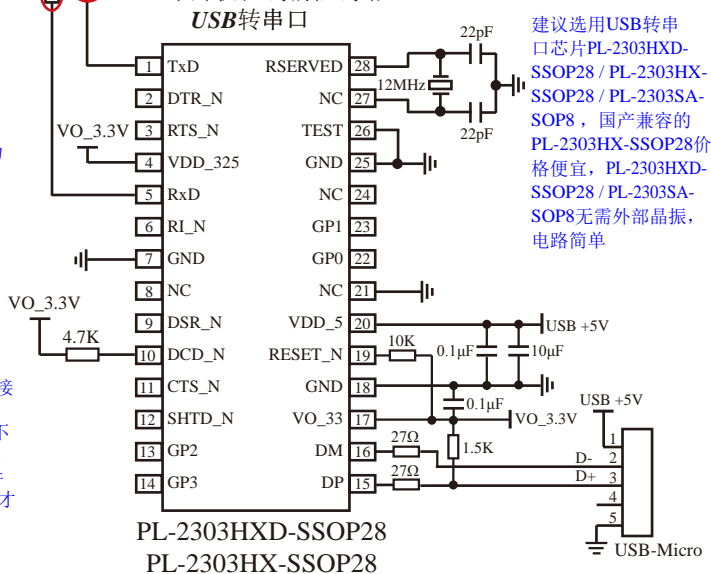 USB转串口
建议选用USB转串
口芯片PL-2303HXD-
SSOP28 / PL-2303HX-
SSOP28 / PL-2303SA-
SOP8，国产兼容的
PL-2303HX-SSOP28价
格便宜，PL-2303HXD-
SSOP28 / PL-2303SA-
SOP8无需外部晶振，
电路简单
22pF
12MHz
22pF
1 TxD RSERVED 28
2 DTR_N NC 27
VO_3.3V
3 RTS_N TEST 26
4 VDD_325 GND 25
5 RxD NC 24
6 RI_N GP1 23
7 GND GP0 22
8 NC NC 21
VO_3.3V
9 DSR_N VDD_5 20
USB +5V
4.7K
10 DCD_N RESET_N 19
10K
0.1μF
10μF
11 CTS_N GND 18
12 SHTD_N VO_33 17
0.1μF
VO_3.3V
13 GP2 DM 16
27Ω
1.5K
14 GP3 DP 15
27Ω
USB +5V
1
D- 2
D+ 3
4
5
USB-Micro
接
不
才
PL-2303HXD-SSOP28
PL-2303HX-SSOP28